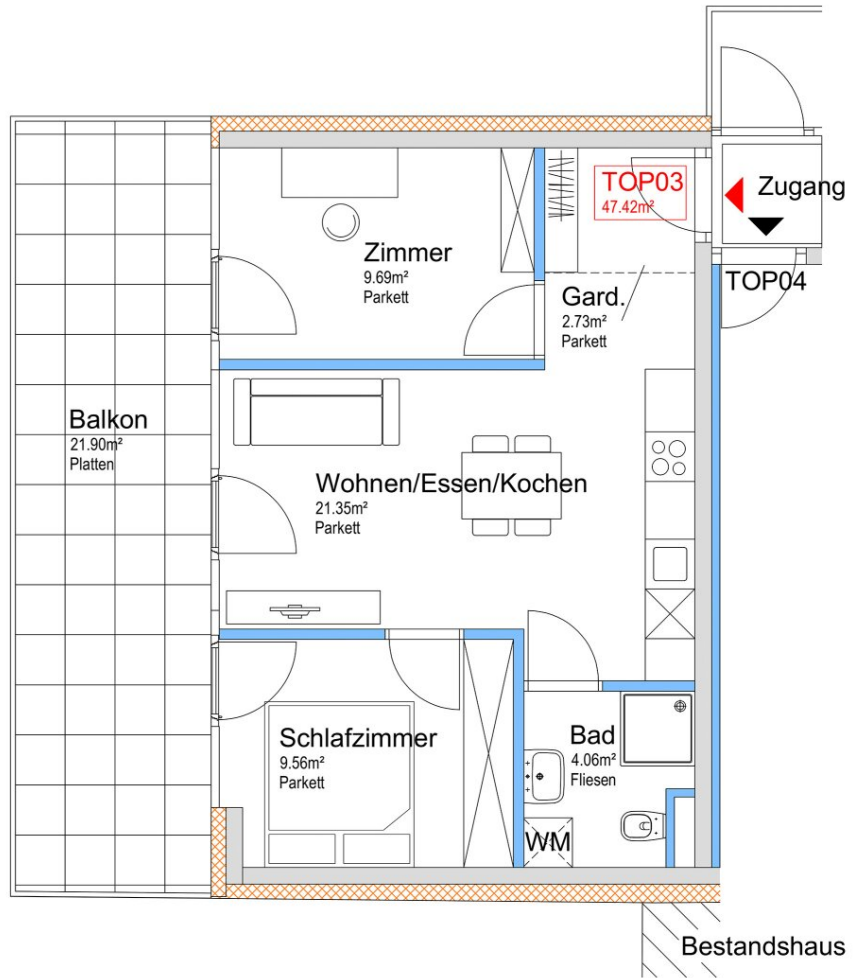 TOP03
47.42m²
Zugang
TOP04
Zimmer
9.69m²
Parkett
Gard.
2.73m²
Parkett
Balkon
21.90m²
Platten
Wohnen/Essen/Kochen
21.35m²
Parkett
Schlafzimmer
9.56m²
Parkett
Bad
4.06m²
Fliesen
WM
Bestandshaus